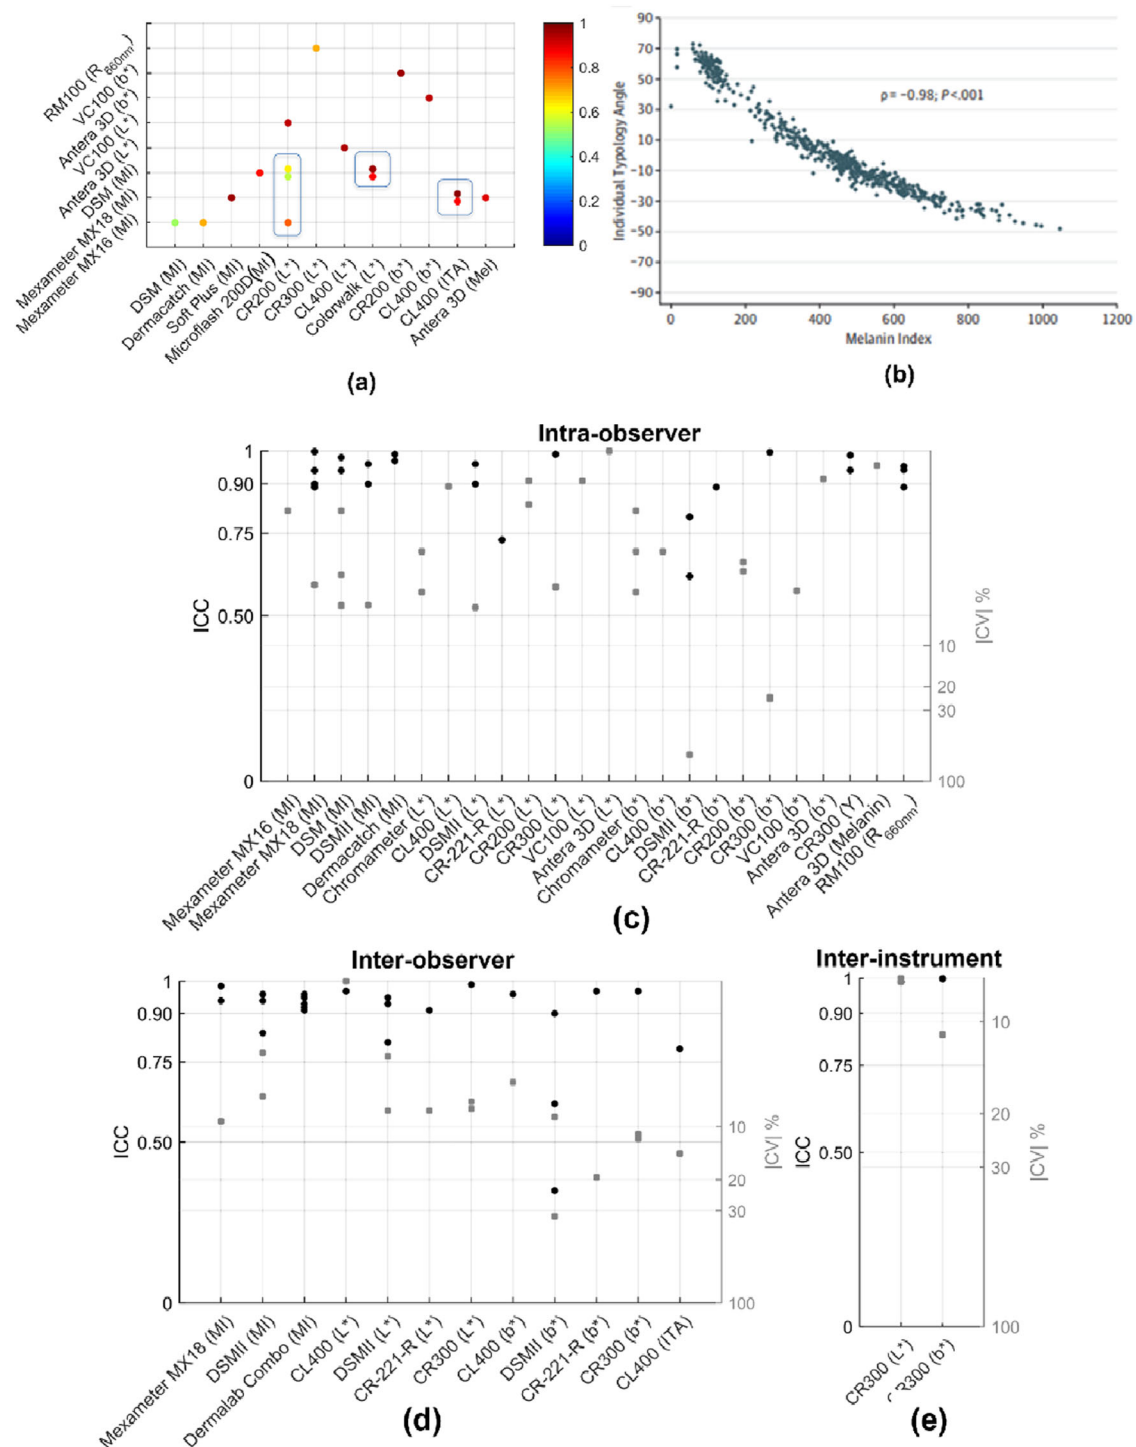 RM100 (R660nm)
VC100 (b*)
Antera 3D (b*)
VC100 (L*)
Antera 3D (L*)
DSM (MI)
Mexameter MX18 (MI)
Mexameter MX16 (MI)
DSM (MI)
Dermacatch (MI)
Soft Plus (MI)
Microflash 200D(MI)
CR200 (L*)
CR300 (L*)
CL400 (L*)
Colorwalk (L*)
CR200 (b*)
CL400 (b*)
CL400 (ITA)
Antera 3D (Mel)
1
0.8
0.6
0.4
0.2
0
(a)
90
70
50
30
10
-10
-30
-50
-70
-90
Individual Typology Angle
ρ= -0.98; P<.001
0 200 400 600 800 1000 1200
Melanin Index
(b)
Intra-observer
1
0.90
0.75
0.50
0
ICC
10
20
30
100
|CV| %
Mexameter MX16 (MI)
Mexameter MX18 (MI)
DSM (MI)
DSMII (MI)
Dermacatch (MI)
Chromameter (L*)
CL400 (L*)
DSMII (L*)
CR-221-R (L*)
CR200 (L*)
CR300 (L*)
VC100 (L*)
Antera 3D (L*)
Chromameter (b*)
CL400 (b*)
DSMII (b*)
CR-221-R (b*)
CR200 (b*)
CR300 (b*)
VC100 (b*)
Antera 3D (b*)
CR300 (Y)
Antera 3D (Melanin)
RM100 (R660nm)
(c)
Inter-observer
1
0.90
0.75
0.50
0
ICC
10
20
30
100
|CV| %
Mexameter MX18 (MI)
DSMII (MI)
Dermalab Combo (MI)
CL400 (L*)
DSMII (L*)
CR-221-R (L*)
CR300 (L*)
CL400 (b*)
DSMII (b*)
CR-221-R (b*)
CR300 (b*)
CL400 (ITA)
(d)
Inter-instrument
1
0.90
0.75
0.50
0
ICC
10
20
30
100
|CV| %
CR300 (L*)
CR300 (b*)
(e)